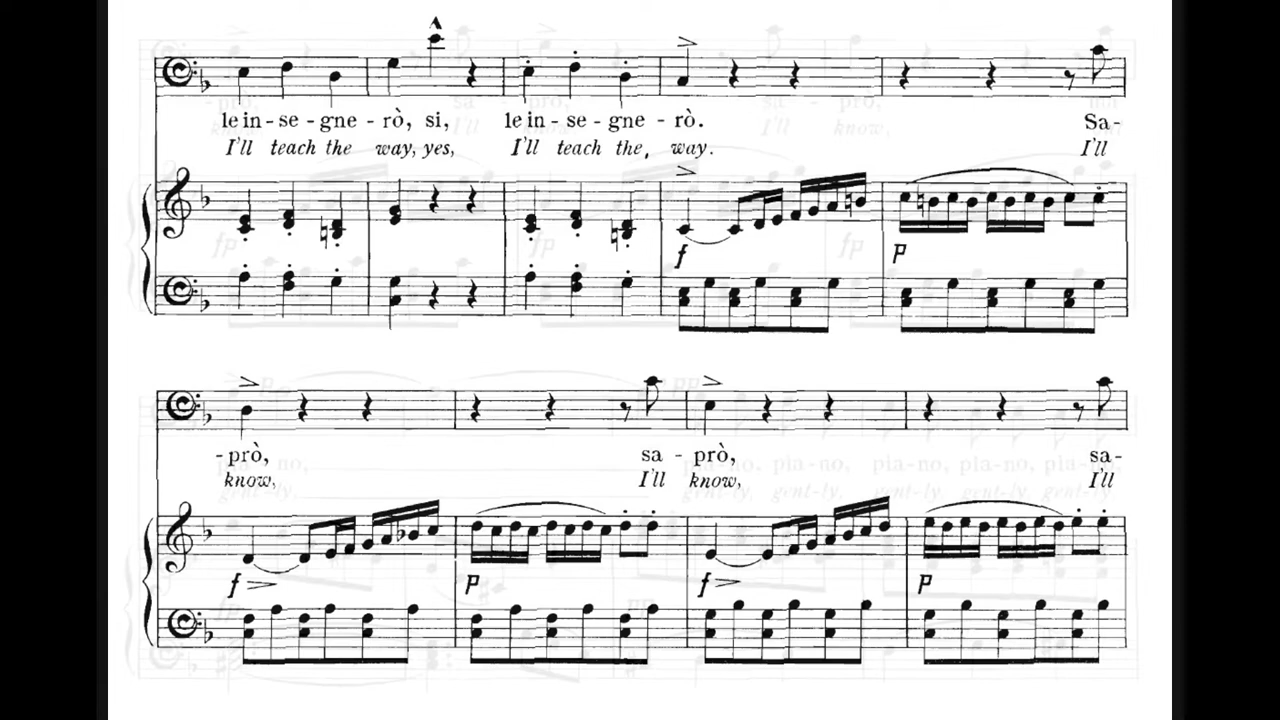 le in - se - gne - rò, si, le in - se - gne - rò. Sa-
I'll teach the way, yes, I'll teach the, way. I'll
fp
f p
- prò, sa - prò, sa-
know, I'll know, I'll
f p f p